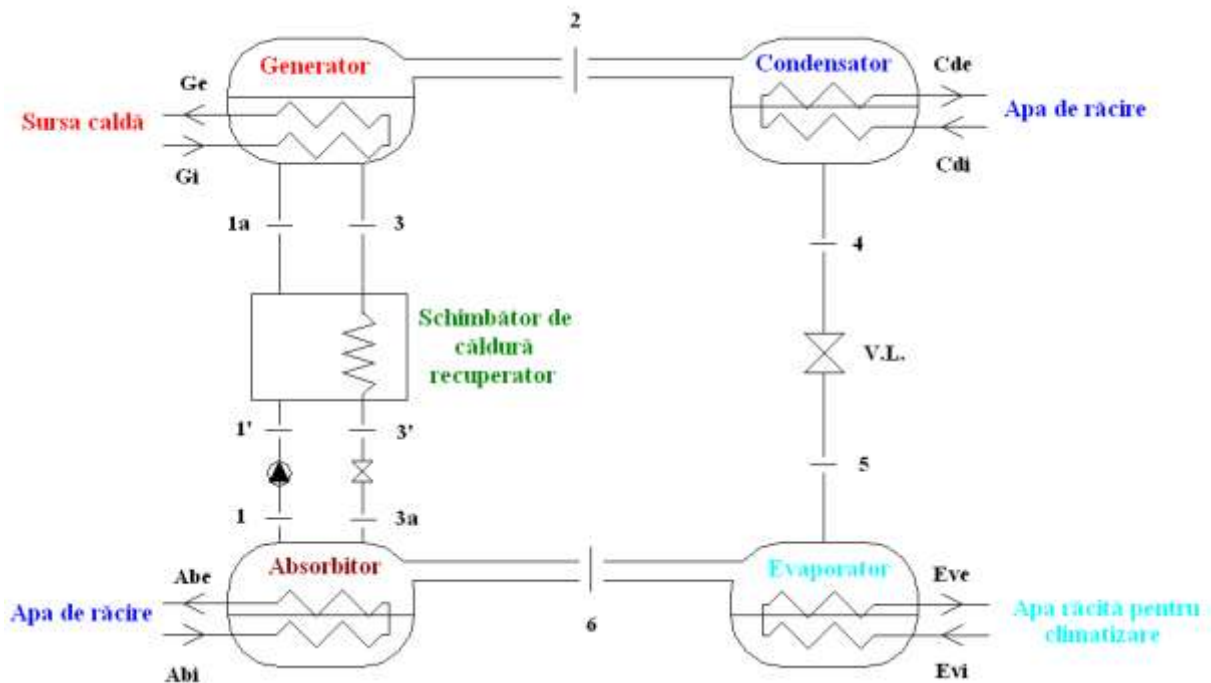 2
Generator
Condensator
Ge
Cde
Sursa caldă
Apa de răcire
Gi
Cdi
1a
3
4
Schimbător de
căldură
recuperator
V.L.
1'
3'
5
1
3a
Absorbitor
Evaporator
Abe
Eve
Apa de răcire
6
Apa răcită pentru
climatizare
Abi
Evi